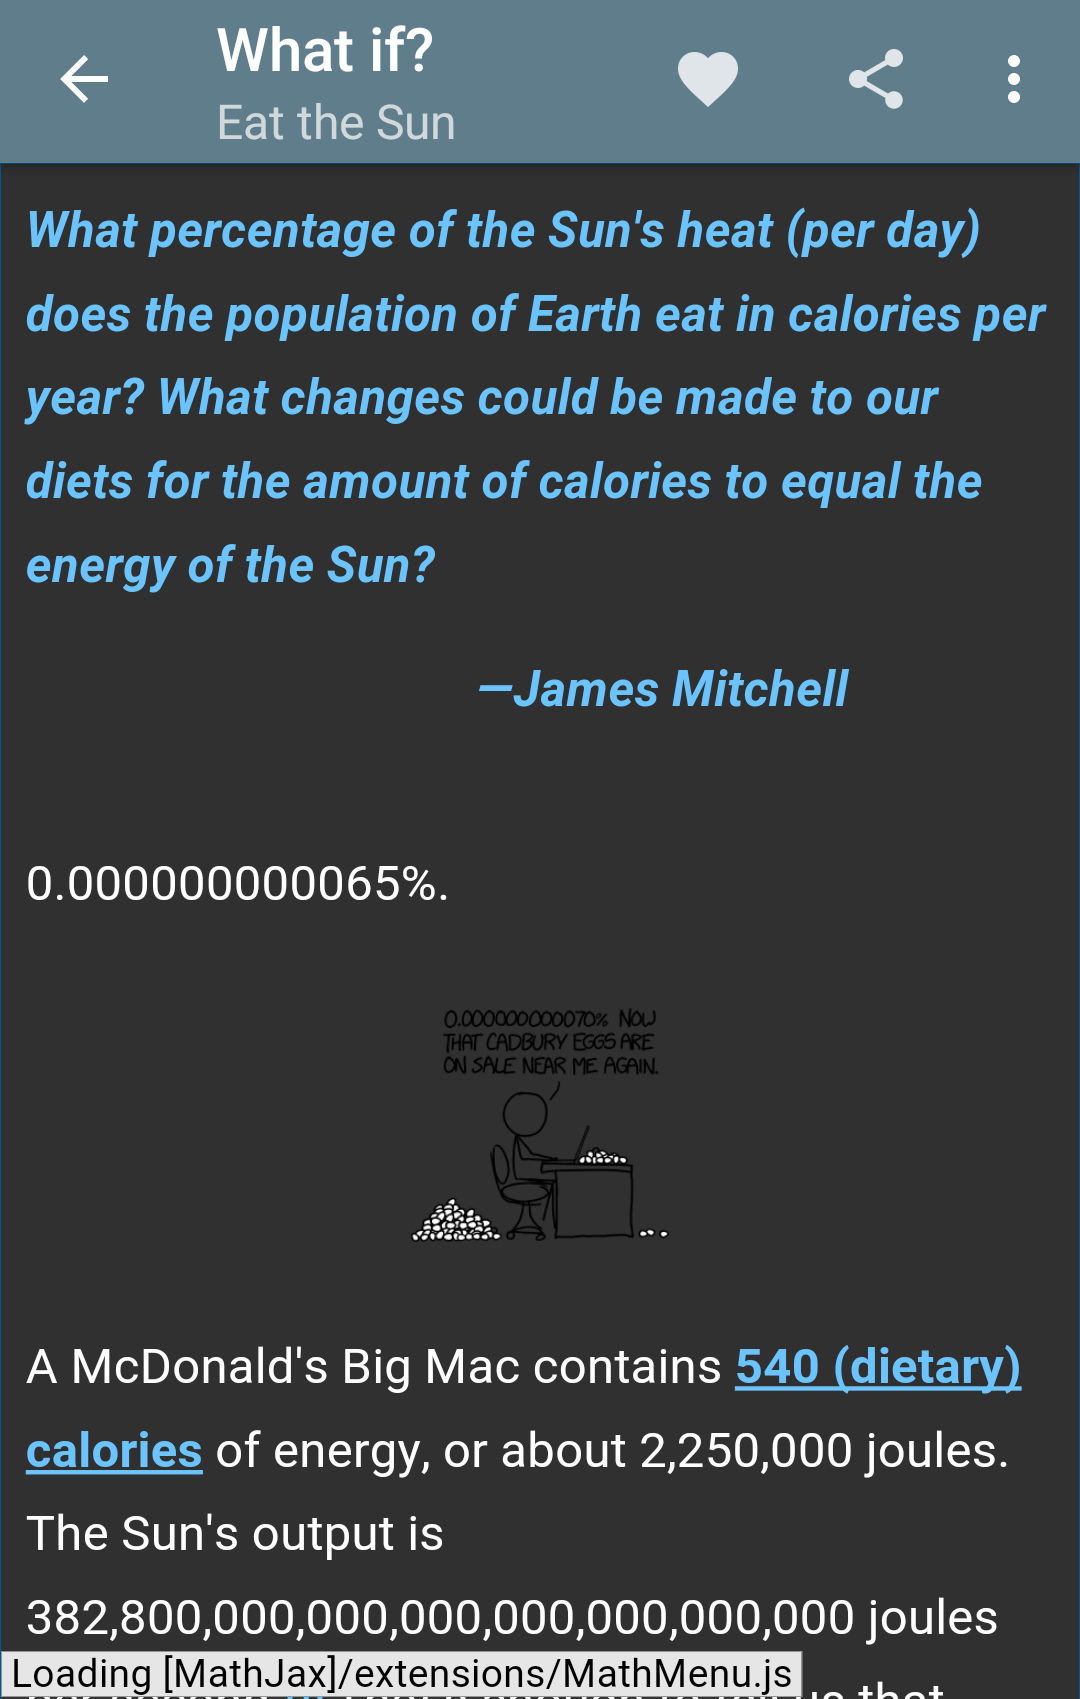 What if?
Eat the Sun
What percentage of the Sun's heat (per day)
does the population of Earth eat in calories per
year? What changes could be made to our
diets for the amount of calories to equal the
energy of the Sun?
—James Mitchell
0.000000000065%.
0.000000000070% NOW
THAT CADBURY EGGS ARE
ON SALE NEAR ME AGAIN.
A McDonald's Big Mac contains 540 (dietary)
calories of energy, or about 2,250,000 joules.
The Sun's output is
382,800,000,000,000,000,000,000,000 joules
Loading [MathJax]/extensions/MathMenu.js